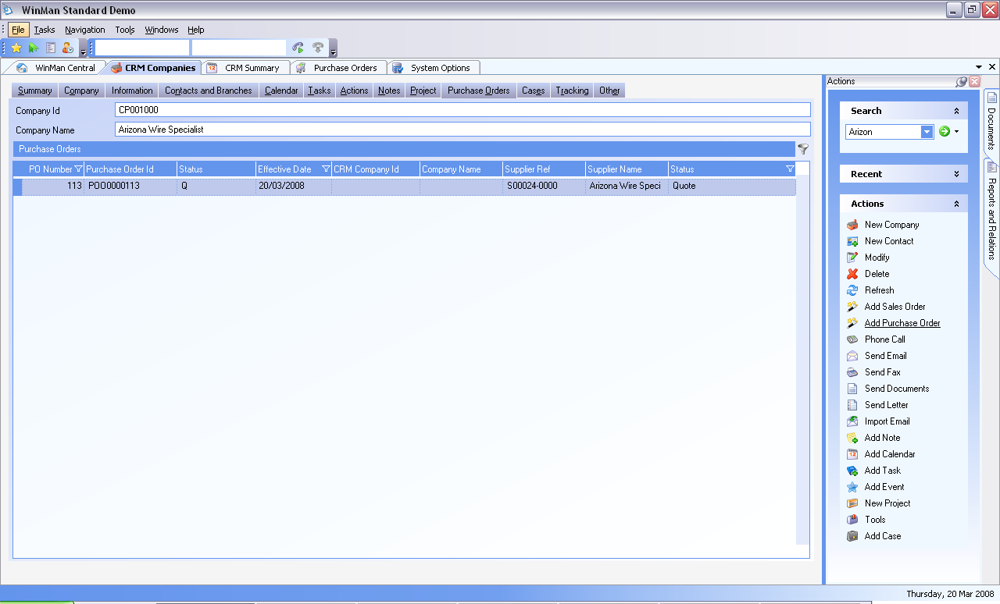 WinMan Standard Demo
File Tasks Navigation Tools Windows Help
WinMan Central CRM Companies CRM Summary Purchase Orders System Options
Summary Company Information Contacts and Branches Calendar Tasks Actions Notes Project Purchase Orders Cases Tracking Other
Company Id CP001000
Company Name Arizona Wire Specialist
Purchase Orders
PO Number Purchase Order Id Status Effective Date CRM Company Id Company Name Supplier Ref Supplier Name Status
113 POO0000113 Q 20/03/2008 S00024-0000 Arizona Wire Speci Quote
Actions
Search
Arizon
Recent
Actions
New Company
New Contact
Modify
Delete
Refresh
Add Sales Order
Add Purchase Order
Phone Call
Send Email
Send Fax
Send Documents
Send Letter
Import Email
Add Note
12 Add Calendar
Add Task
Add Event
New Project
Tools
Add Case
Documents
Reports and Relations
Thursday, 20 Mar 2008